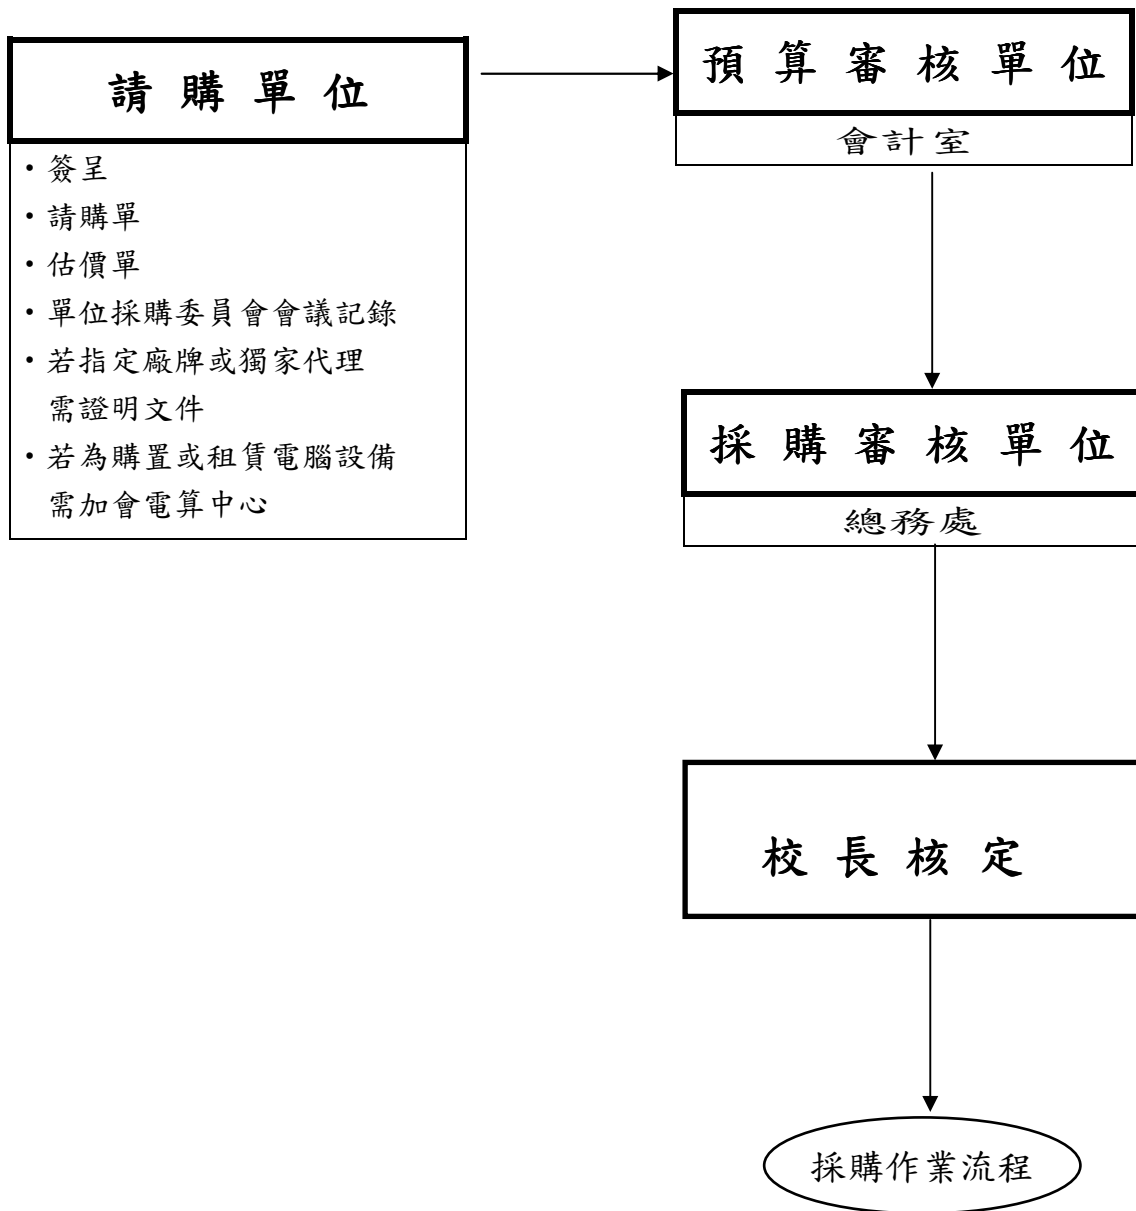 請購單位
・簽呈
・請購單
・估價單
・單位採購委員會會議記錄
・若指定廠牌或獨家代理
需證明文件
・若為購置或租賃電腦設備
需加會電算中心
預算審核單位
會計室
採購審核單位
總務處
校長核定
採購作業流程